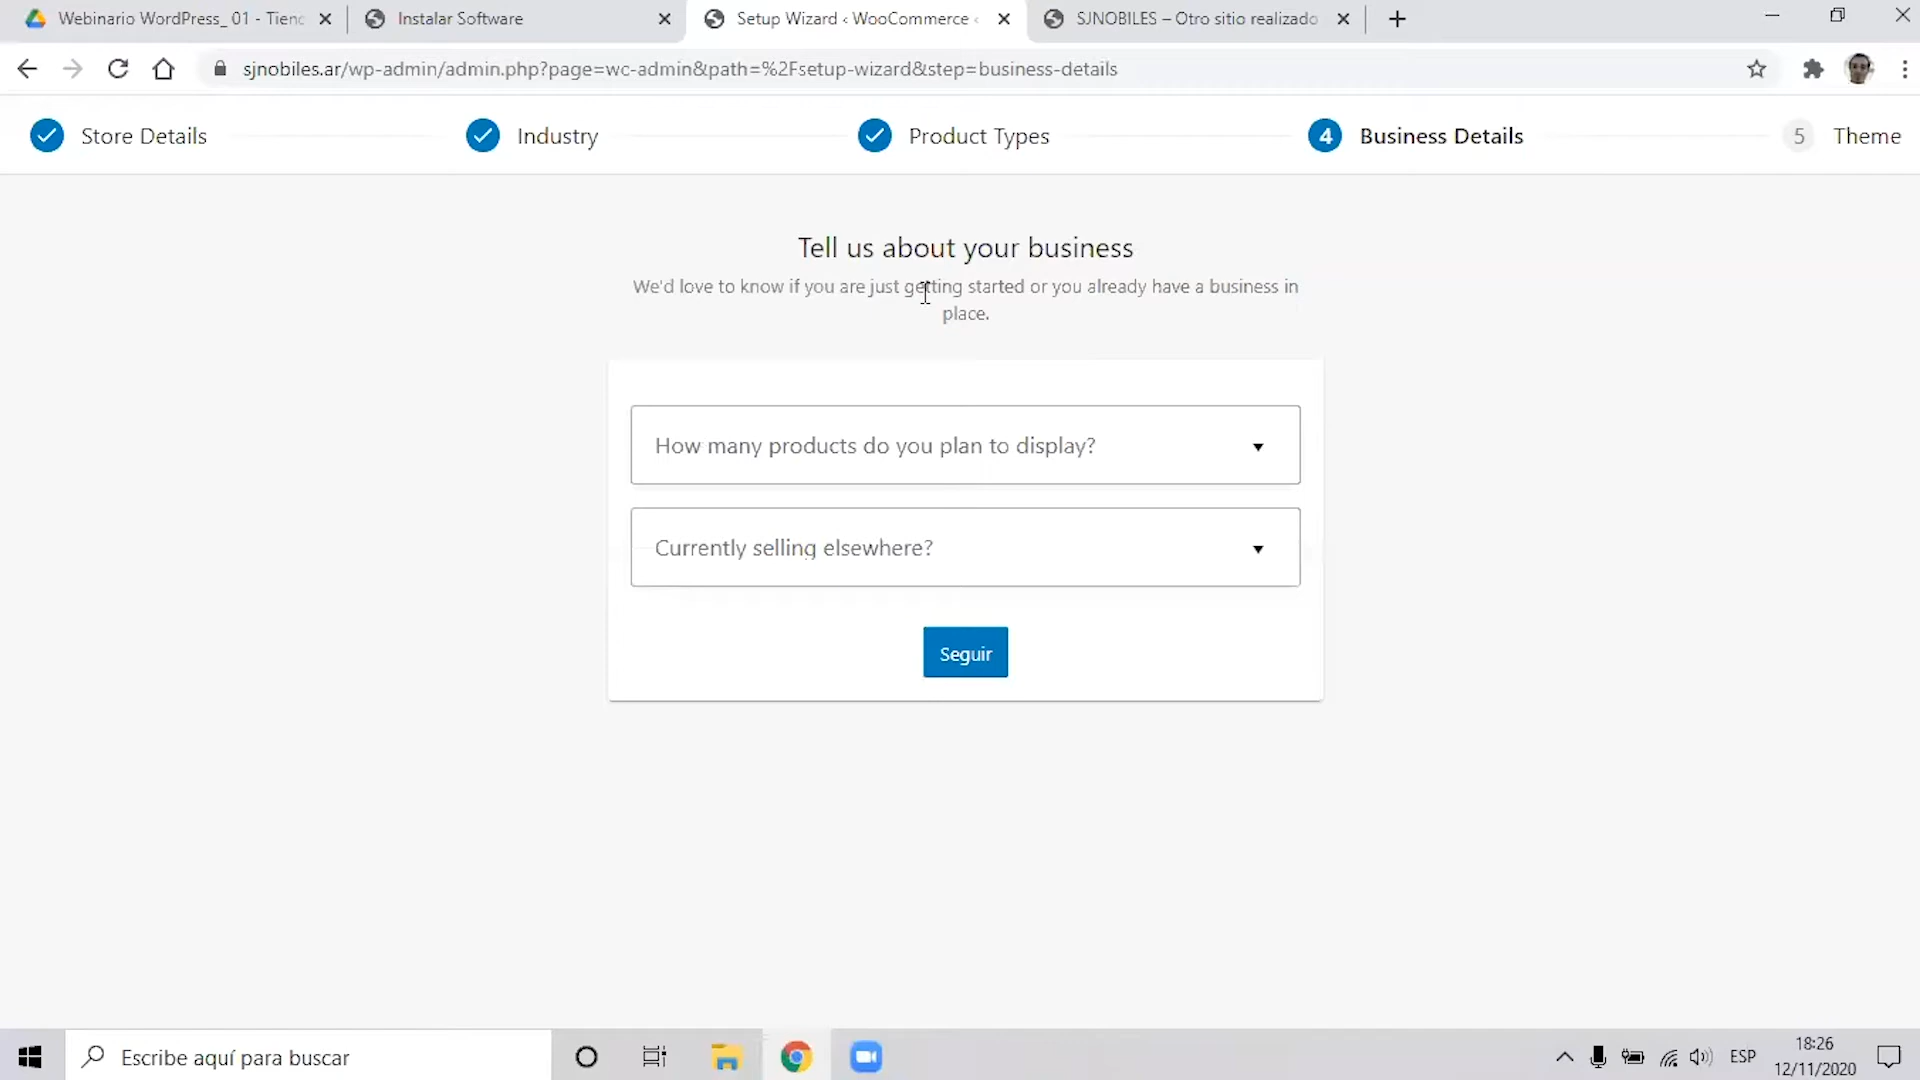 Webinario WordPress_ 01 - Tienc
Instalar Software
Setup Wizard ‹ WooCommerce ‹
SJNOBILES – Otro sitio realizado
sjnobiles.ar/wp-admin/admin.php?page=wc-admin&path=%2Fsetup-wizard&step=business-details
Store Details
Industry
Product Types
4 Business Details
5 Theme
Tell us about your business
We'd love to know if you are just getting started or you already have a business in
place.
How many products do you plan to display?
Currently selling elsewhere?
Seguir
Escribe aquí para buscar
ESP
18:26
12/11/2020